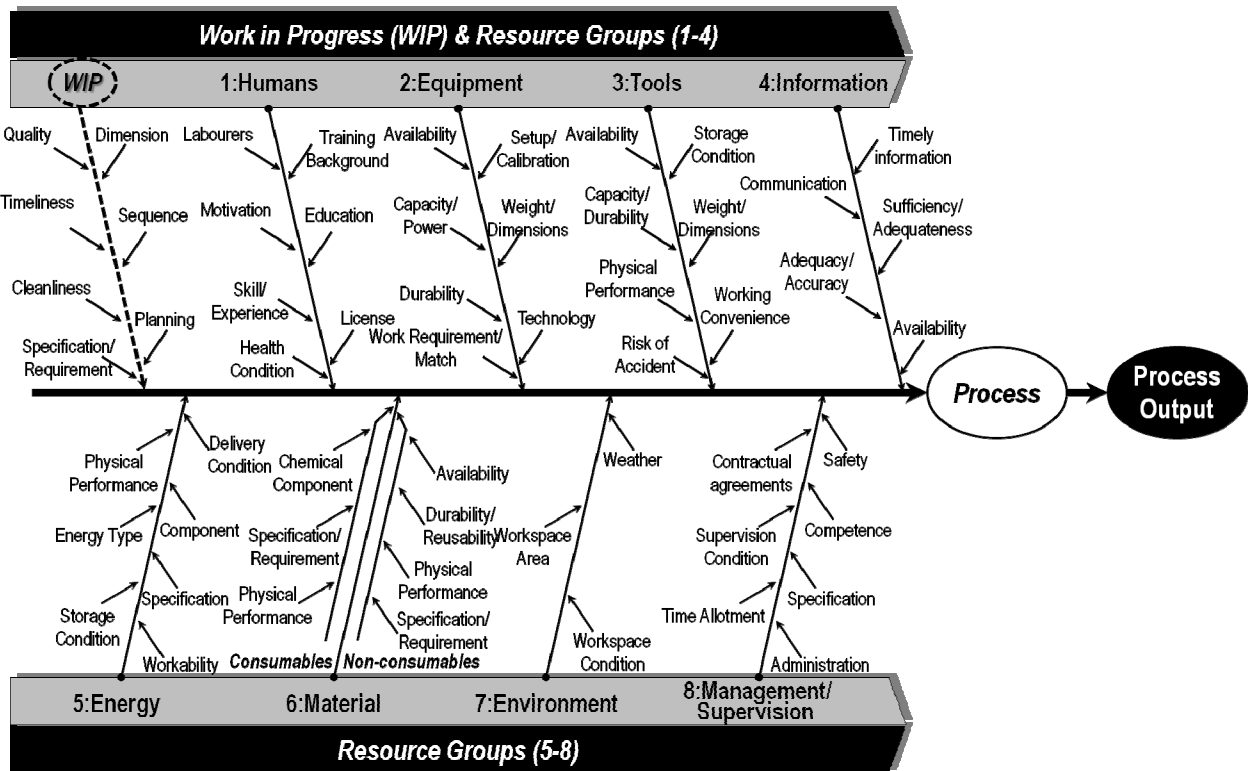 Work in Progress (WIP) & Resource Groups (1-4)
WIP
1:Humans
2:Equipment
3:Tools
4:Information
Quality
Dimension
Timeliness
Sequence
Cleanliness
Planning
Specification/
Requirement
Labourers
Training
Background
Motivation
Education
Skill/
Experience
License
Health
Condition
Availability
Setup/
Calibration
Capacity/
Power
Weight/
Dimensions
Durability
Technology
Work Requirement/
Match
Availability
Storage
Condition
Capacity/
Durability
Weight/
Dimensions
Physical
Performance
Working
Convenience
Risk of
Accident
Timely
information
Communication
Sufficiency/
Adequateness
Adequacy/
Accuracy
Availability
Process
Process
Output
Physical
Performance
Delivery
Condition
Energy Type
Component
Storage
Condition
Specification
Workability
Chemical
Component
Specification/
Requirement
Physical
Performance
Consumables
Availability
Durability/
Reusability
Physical
Performance
Specification/
Requirement
Non-consumables
Weather
Workspace
Area
Workspace
Condition
Contractual
agreements
Safety
Supervision
Condition
Competence
Time Allotment
Specification
Administration
5:Energy
6:Material
7:Environment
8:Management/
Supervision
Resource Groups (5-8)